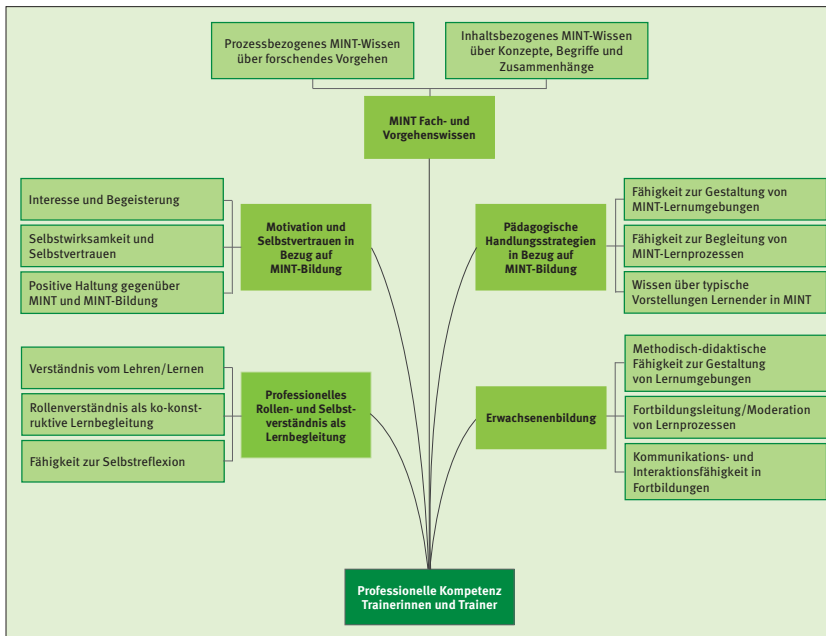 Prozessbezogenes MINT-Wissen
über forschendes Vorgehen
Inhaltsbezogenes MINT-Wissen
über Konzepte, Begriffe und
Zusammenhänge
MINT Fach- und
Vorgehenswissen
Interesse und Begeisterung
Selbstwirksamkeit und
Selbstvertrauen
Positive Haltung gegenüber
MINT und MINT-Bildung
Motivation und
Selbstvertrauen in
Bezug auf
MINT-Bildung
Pädagogische
Handlungsstrategien
in Bezug auf
MINT-Bildung
Fähigkeit zur Gestaltung von
MINT-Lernumgebungen
Fähigkeit zur Begleitung von
MINT-Lernprozessen
Wissen über typische
Vorstellungen Lernender in MINT
Verständnis vom Lehren/Lernen
Rollenverständnis als ko-konst-
ruktive Lernbegleitung
Fähigkeit zur Selbstreflexion
Professionelles
Rollen- und Selbst-
verständnis als
Lernbegleitung
Erwachsenenbildung
Methodisch-didaktische
Fähigkeit zur Gestaltung
von Lernumgebungen
Fortbildungsleitung/Moderation
von Lernprozessen
Kommunikations- und
Interaktionsfähigkeit in
Fortbildungen
Professionelle Kompetenz
Trainerinnen und Trainer